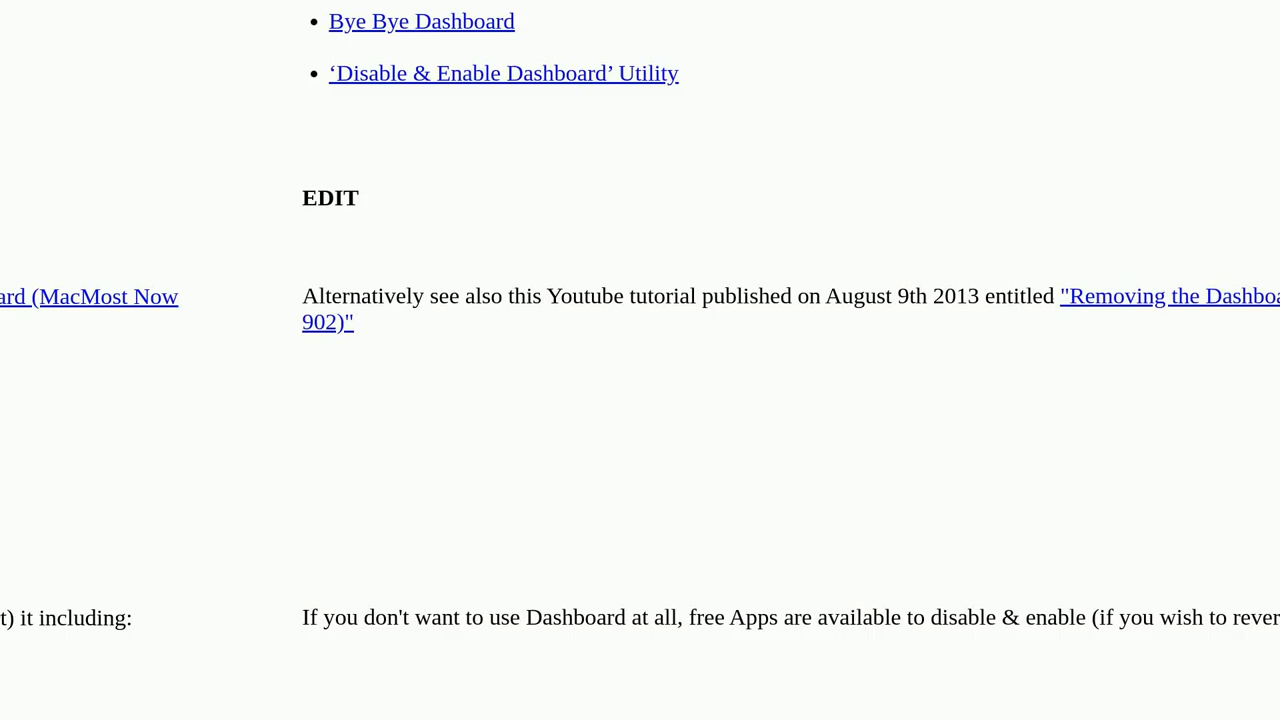 Bye Bye Dashboard
‘Disable & Enable Dashboard’ Utility
EDIT
ard (MacMost Now
Alternatively see also this Youtube tutorial published on August 9th 2013 entitled "Removing the Dashboa
902)"
t) it including:
If you don't want to use Dashboard at all, free Apps are available to disable & enable (if you wish to rever